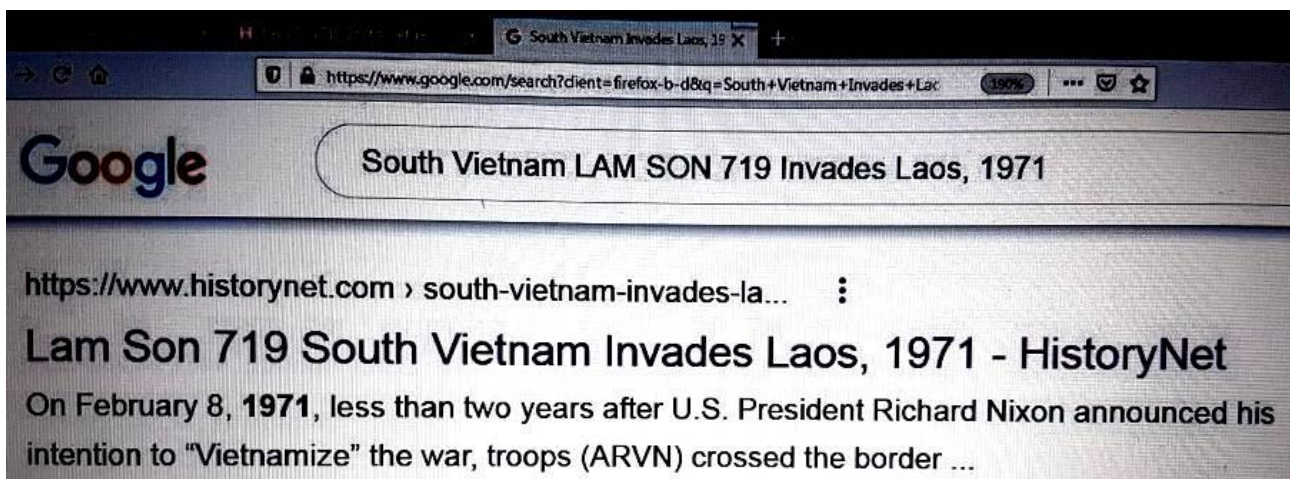 South Vietnam Invades Laos, 19
https://www.google.com/search?client=firefox-b-d&q=South+Vietnam+Invades+Lac
190%
Google
South Vietnam LAM SON 719 Invades Laos, 1971
https://www.historynet.com › south-vietnam-invades-la...
Lam Son 719 South Vietnam Invades Laos, 1971 - HistoryNet
On February 8, 1971, less than two years after U.S. President Richard Nixon announced his
intention to “Vietnamize” the war, troops (ARVN) crossed the border ...